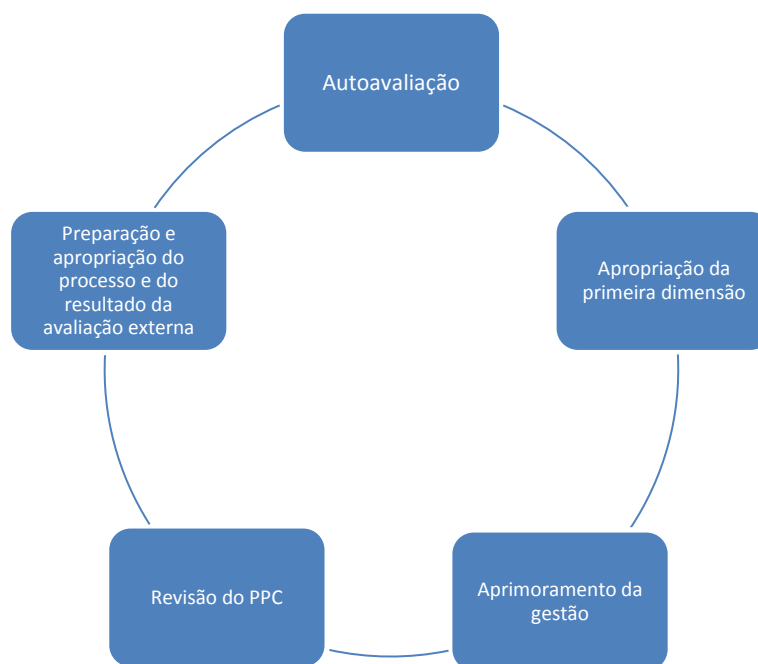 Autoavaliação
Apropriação da
primeira dimensão
Aprimoramento da
gestão
Revisão do PPC
Preparação e
apropriação do
processo e do
resultado da
avaliação externa